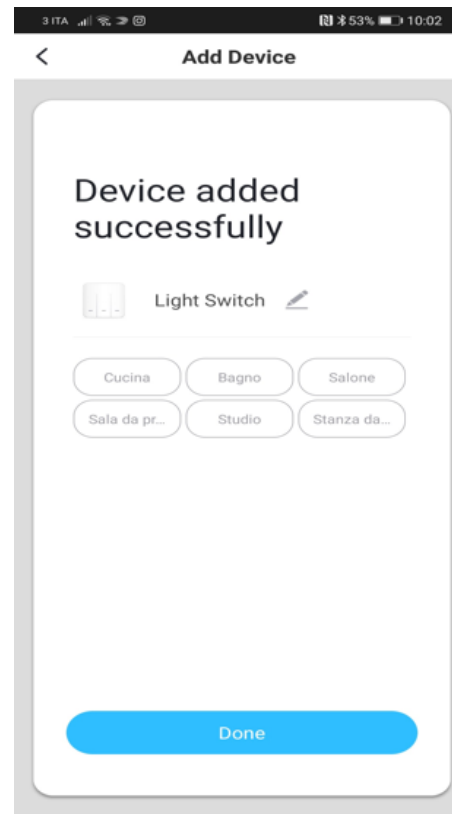 3 ITA 53% 10:02
Add Device
Device added
successfully
Light Switch
Cucina Bagno Salone
Sala da pr... Studio Stanza da...
Done